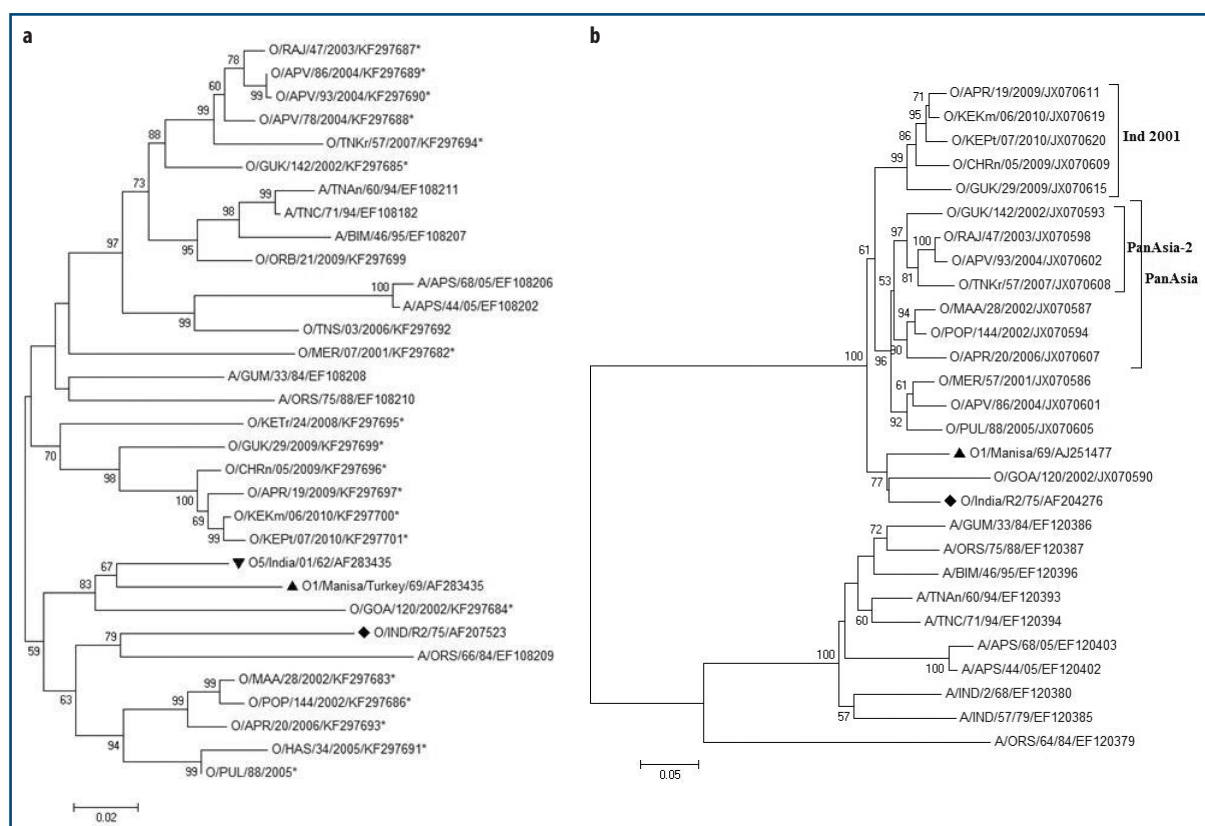 a
78
O/RAJ/47/2003/KF297687*
O/APV/86/2004/KF297689*
60
99
O/APV/93/2004/KF297690*
99
O/APV/78/2004/KF297688*
88
O/TNKr/57/2007/KF297694*
O/GUK/142/2002/KF297685*
73
99
A/TNAn/60/94/EF108211
98
A/TNC/71/94/EF108182
A/BIM/46/95/EF108207
97
95
O/ORB/21/2009/KF297699
100
A/APS/68/05/EF108206
A/APS/44/05/EF108202
99
O/TNS/03/2006/KF297692
O/MER/07/2001/KF297682*
A/GUM/33/84/EF108208
A/ORS/75/88/EF108210
O/KETr/24/2008/KF297695*
70
O/GUK/29/2009/KF297699*
98
O/CHRn/05/2009/KF297696*
100
O/APR/19/2009/KF297697*
69
O/KEKm/06/2010/KF297700*
99
O/KEPt/07/2010/KF297701*
67
O5/India/01/62/AF283435
83
O1/Manisa/Turkey/69/AF283435
O/GOA/120/2002/KF297684*
59
79
O/IND/R2/75/AF207523
A/ORS/66/84/EF108209
63
99
O/MAA/28/2002/KF297683*
99
O/POP/144/2002/KF297686*
O/APR/20/2006/KF297693*
94
O/HAS/34/2005/KF297691*
99
O/PUL/88/2005*
0.02
b
71
O/APR/19/2009/JX070611
95
O/KEKm/06/2010/JX070619
86
O/KEPt/07/2010/JX070620
Ind 2001
99
O/CHRn/05/2009/JX070609
O/GUK/29/2009/JX070615
97
O/GUK/142/2002/JX070593
61
100
O/RAJ/47/2003/JX070598
PanAsia-2
O/APV/93/2004/JX070602
53
81
O/TNKr/57/2007/JX070608
PanAsia
94
O/MAA/28/2002/JX070587
O/POP/144/2002/JX070594
100
96
80
O/APR/20/2006/JX070607
61
O/MER/57/2001/JX070586
O/APV/86/2004/JX070601
92
O/PUL/88/2005/JX070605
O1/Manisa/69/AJ251477
77
O/GOA/120/2002/JX070590
O/India/R2/75/AF204276
72
A/GUM/33/84/EF120386
A/ORS/75/88/EF120387
A/BIM/46/95/EF120396
A/TNAn/60/94/EF120393
60
A/TNC/71/94/EF120394
100
A/APS/68/05/EF120403
100
A/APS/44/05/EF120402
A/IND/2/68/EF120380
57
A/IND/57/79/EF120385
A/ORS/64/84/EF120379
0.05